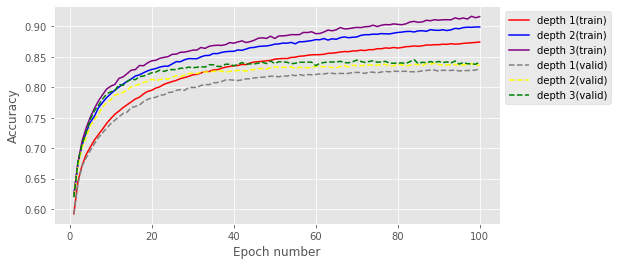 0.90
0.85
0.80
0.75
0.70
0.65
0.60
Accuracy
0
20
40
60
80
100
Epoch number
depth 1(train)
depth 2(train)
depth 3(train)
depth 1(valid)
depth 2(valid)
depth 3(valid)